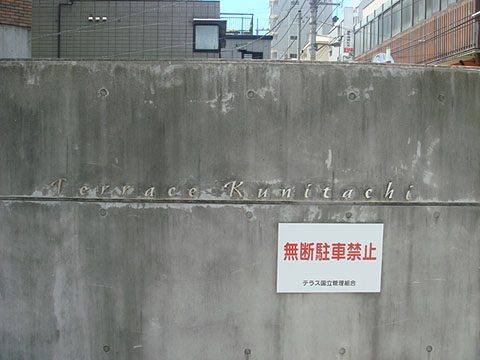 Terrace Kunitachi
無断駐車禁止
テラス国立管理組合